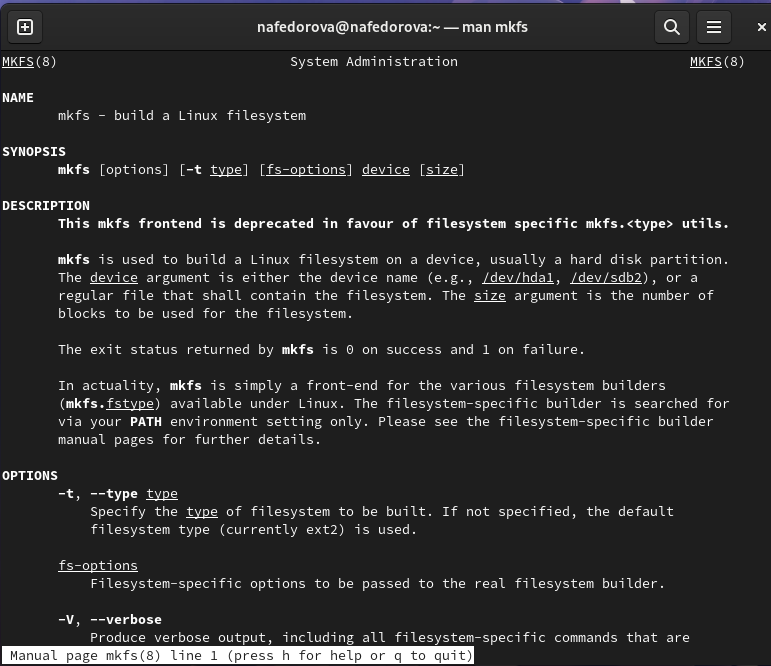 nafedorova@nafedorova:~ — man mkfs
MKFS(8) System Administration MKFS(8)
NAME
mkfs - build a Linux filesystem
SYNOPSIS
mkfs [options] [-t type] [fs-options] device [size]
DESCRIPTION
This mkfs frontend is deprecated in favour of filesystem specific mkfs.<type> utils.
mkfs is used to build a Linux filesystem on a device, usually a hard disk partition.
The device argument is either the device name (e.g., /dev/hda1, /dev/sdb2), or a
regular file that shall contain the filesystem. The size argument is the number of
blocks to be used for the filesystem.
The exit status returned by mkfs is 0 on success and 1 on failure.
In actuality, mkfs is simply a front-end for the various filesystem builders
(mkfs.fstype) available under Linux. The filesystem-specific builder is searched for
via your PATH environment setting only. Please see the filesystem-specific builder
manual pages for further details.
OPTIONS
-t, --type type
Specify the type of filesystem to be built. If not specified, the default
filesystem type (currently ext2) is used.
fs-options
Filesystem-specific options to be passed to the real filesystem builder.
-V, --verbose
Produce verbose output, including all filesystem-specific commands that are
Manual page mkfs(8) line 1 (press h for help or q to quit)